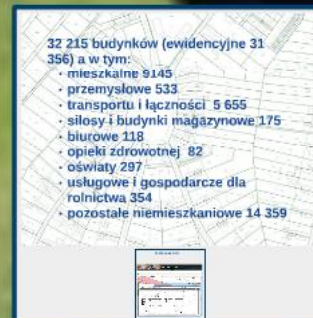 32 215 budynków (ewidencyjne 31
356) a w tym:
• mieszkalne 9145
• przemysłowe 533
• transportu i łączności 5 655
• silosy i budynki magazynowe 175
• biurowe 118
• opieki zdrowotnej 82
• oświaty 297
• usługowe i gospodarcze dla
rolnictwa 354
• pozostałe niemieszkaniowe 14 359